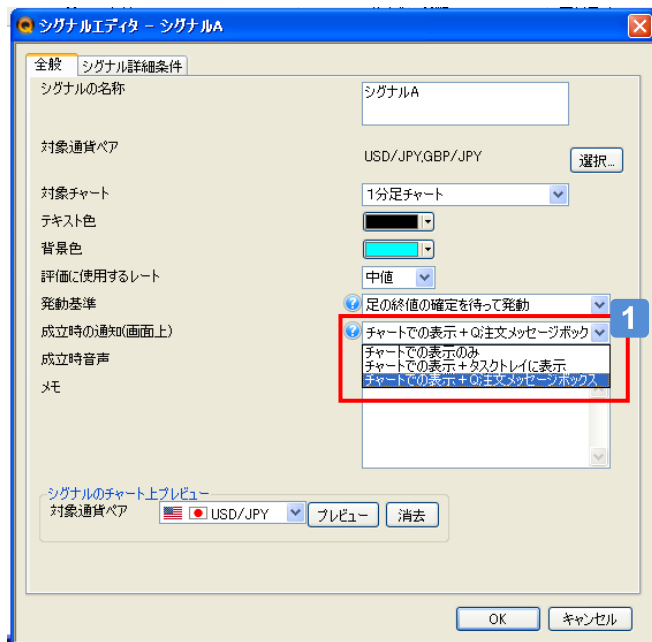 シグナルエディタ - シグナルA
全般 シグナル詳細条件
シグナルの名称 シグナルA
対象通貨ペア USD/JPY,GBP/JPY 選択...
対象チャート 1分足チャート
テキスト色
背景色
評価に使用するレート 中値
発動基準 足の終値の確定を待って発動
1
成立時の通知(画面上) チャートでの表示+Q注文メッセージボック
成立時音声 チャートでの表示のみ
チャートでの表示+タスクトレイに表示
メモ チャートでの表示+Q注文メッセージボックス
シグナルのチャート上プレビュー
対象通貨ペア USD/JPY プレビュー 消去
OK キャンセル